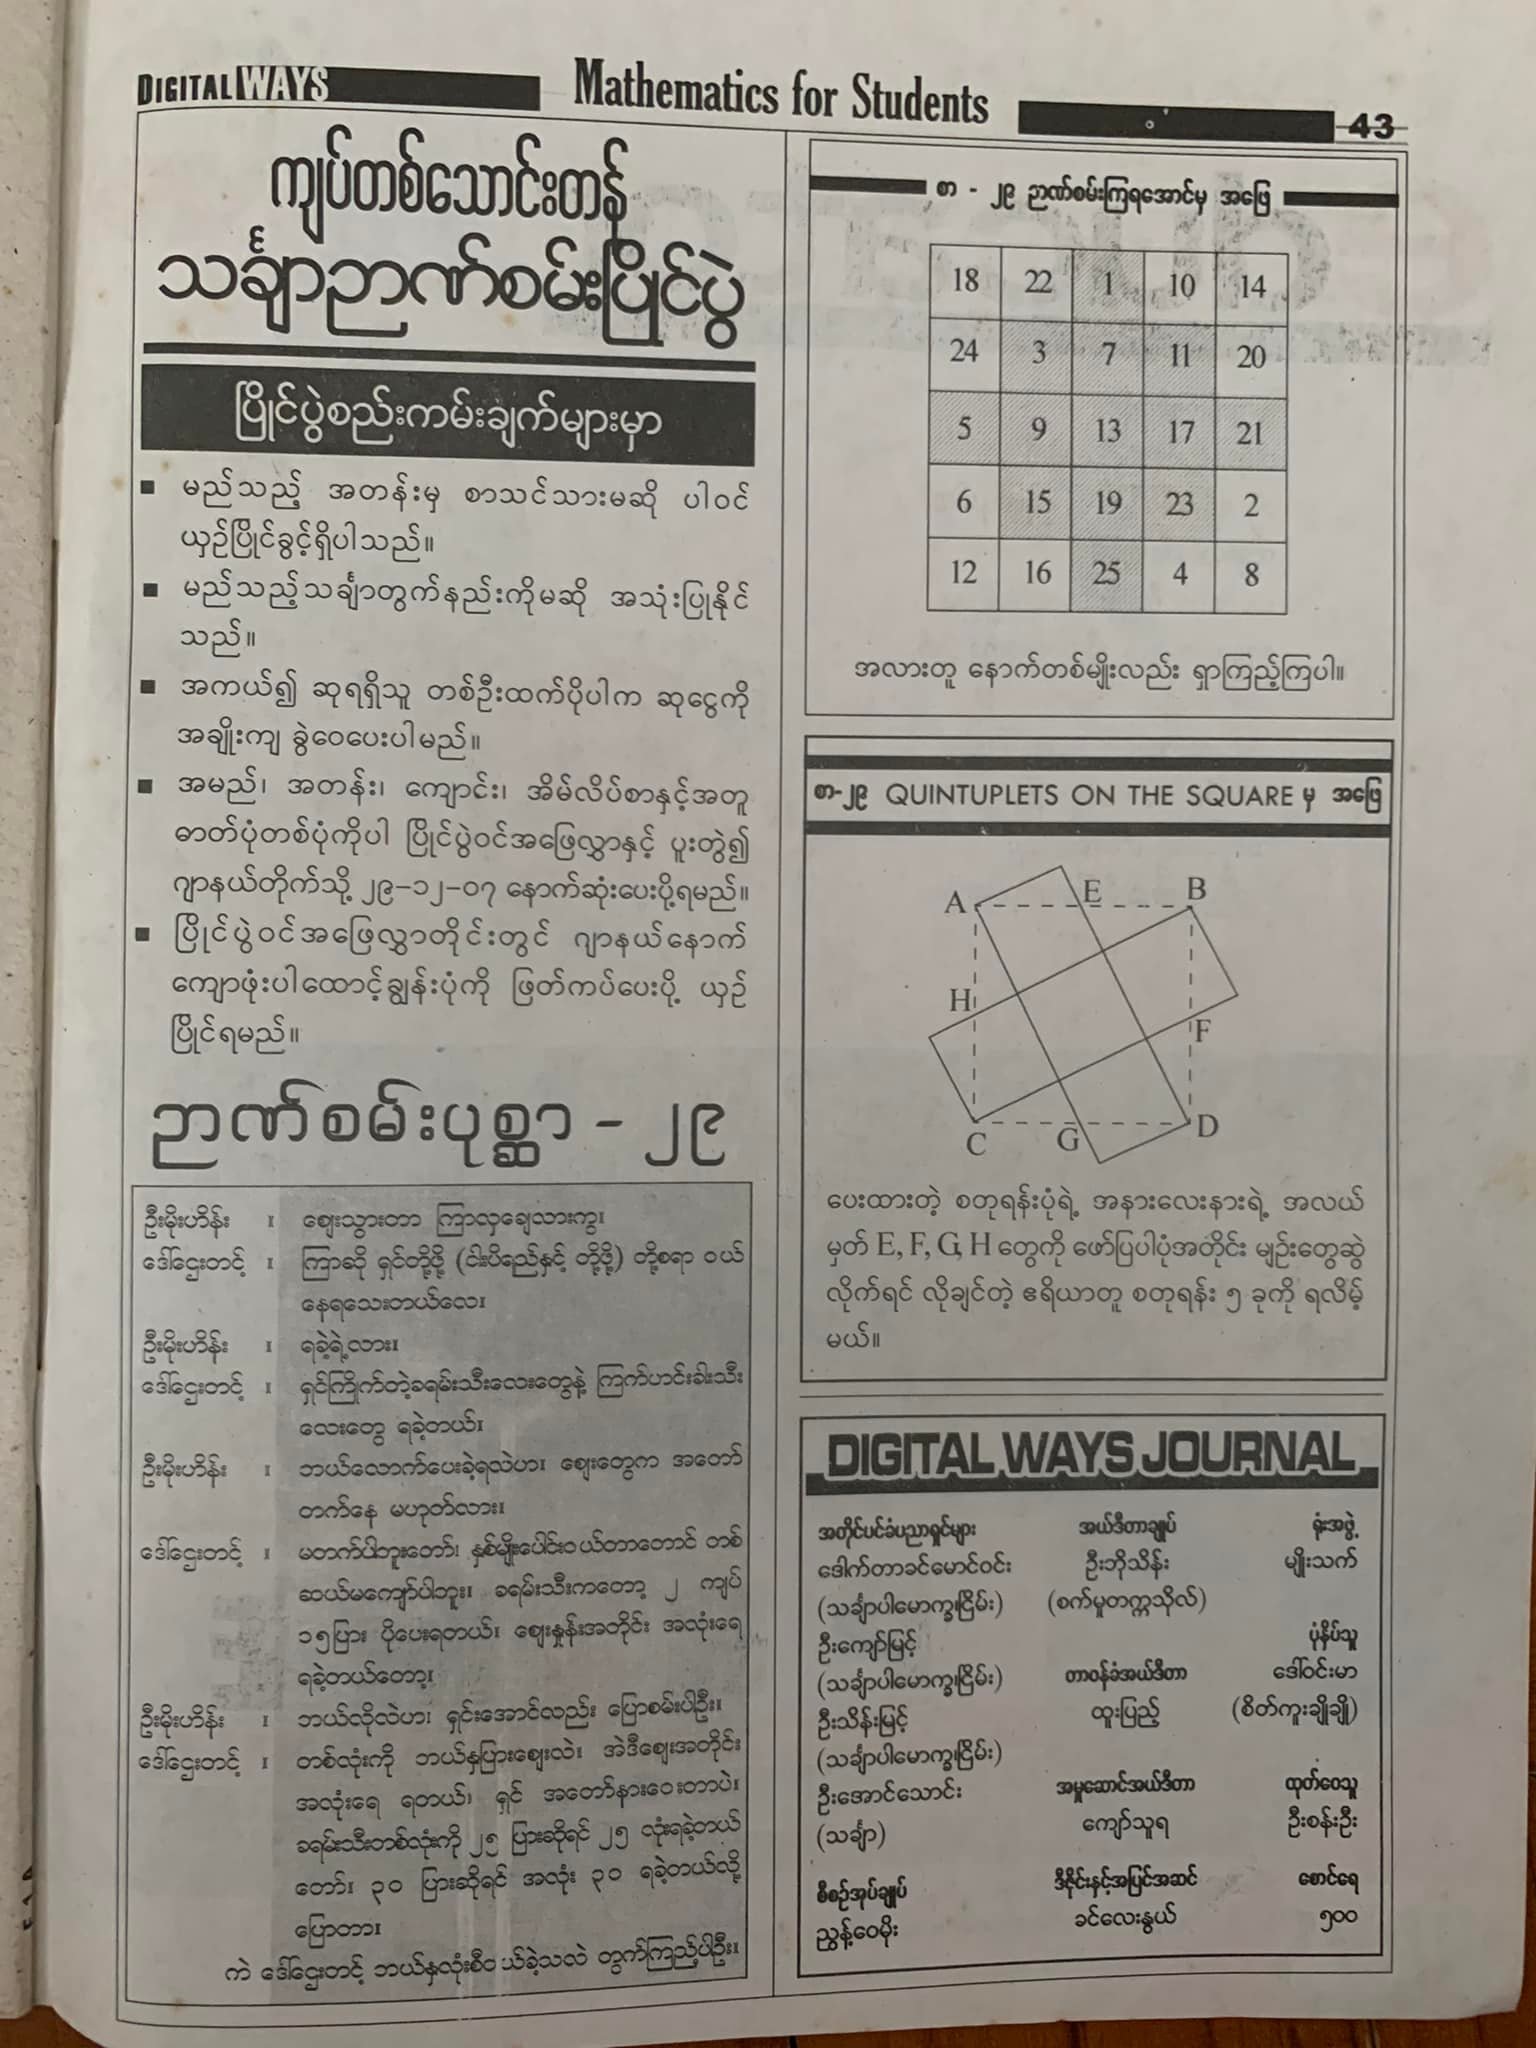 DIGITAL WAYS
Mathematics for Students
43
ကျပ်တစ်သောင်းတန်
သင်္ချာဉာဏ်စမ်းပြိုင်ပွဲ
ပြိုင်ပွဲစည်းကမ်းချက်များမှာ
■ မည်သည့် အတန်းမှ စာသင်သားမဆို ပါဝင်
ယှဉ်ပြိုင်ခွင့်ရှိပါသည်။
■ မည်သည့်သင်္ချာတွက်နည်းကိုမဆို အသုံးပြုနိုင်
သည်။
■ အကယ်၍ ဆုရရှိသူ တစ်ဦးထက်ပိုပါက ဆုငွေကို
အချိုးကျ ခွဲဝေပေးပါမည်။
■ အမည်၊ အတန်း၊ ကျောင်း၊ အိမ်လိပ်စာနှင့်အတူ
ဓာတ်ပုံတစ်ပုံကိုပါ ပြိုင်ပွဲဝင်အဖြေလွှာနှင့် ပူးတွဲ၍
ဂျာနယ်တိုက်သို့ ၂၉-၁၂-၀၇ နောက်ဆုံးပေးပို့ရမည်။
■ ပြိုင်ပွဲဝင်အဖြေလွှာတိုင်းတွင် ဂျာနယ်နောက်
ကျောဖုံးပါထောင့်ချွန်းပုံကို ဖြတ်ကပ်ပေးပို့ ယှဉ်
ပြိုင်ရမည်။
ဉာဏ်စမ်းပုစ္ဆာ - ၂၉
ဦးမိုးဟိန်း ၊ ဈေးသွားတာ ကြာလှချေလားကွ၊
ဒေါ်ဌေးတင့် ၊ ကြာဆို ရှင်တို့ဖို့ (ငါးပိရည်နှင့် တို့ဖို့) တို့စရာ ဝယ်
နေရသေးတယ်လေ၊
ဦးမိုးဟိန်း ၊ ရခဲ့ရဲ့လား၊
ဒေါ်ဌေးတင့် ၊ ရှင်ကြိုက်တဲ့ခရမ်းသီးလေးတွေနဲ့ ကြက်ဟင်းခါးသီး
လေးတွေ ရခဲ့တယ်၊
ဦးမိုးဟိန်း ၊ ဘယ်လောက်ပေးခဲ့ရလဲဟ၊ ဈေးတွေက အတော်
တက်နေ မဟုတ်လား၊
ဒေါ်ဌေးတင့် ၊ မတက်ပါဘူးတော်၊ နှစ်မျိုးပေါင်းဝယ်တာတောင် တစ်
ဆယ်မကျော်ပါဘူး၊ ခရမ်းသီးကတော့ ၂ ကျပ်
၁၅ပြား ပိုပေးရတယ်၊ ဈေးနှုန်းအတိုင်း အလုံးရေ
ရခဲ့တယ်တော့၊
ဦးမိုးဟိန်း ၊ ဘယ်လိုလဲဟ၊ ရှင်းအောင်လည်း ပြောစမ်းပါဦး၊
ဒေါ်ဌေးတင့် ၊ တစ်လုံးကို ဘယ်နှပြားဈေးလဲ၊ အဲဒီဈေးအတိုင်း
အလုံးရေ ရတယ်၊ ရှင် အတော်နားဝေးတာပဲ၊
ခရမ်းသီးတစ်လုံးကို ၂၅ ပြားဆိုရင် ၂၅ လုံးရခဲ့တယ်
တော်၊ ၃၀ ပြားဆိုရင် အလုံး ၃၀ ရခဲ့တယ်လို့
ပြောတာ၊
ကဲ ဒေါ်ဌေးတင့် ဘယ်နှလုံးစီဝယ်ခဲ့သလဲ တွက်ကြည့်ပါဦး၊
စာ - ၂၉ ဉာဏ်စမ်းကြရအောင်မှ အဖြေ
18 22 1 10 14
24 3 7 11 20
5 9 13 17 21
6 15 19 23 2
12 16 25 4 8
အလားတူ နောက်တစ်မျိုးလည်း ရှာကြည့်ကြပါ။
စာ-၂၉ QUINTUPLETS ON THE SQUARE မှ အဖြေ
A E B
H
F
C G D
ပေးထားတဲ့ စတုရန်းပုံရဲ့ အနားလေးနားရဲ့ အလယ်
မှတ် E, F, G, H တွေကို ဖော်ပြပါပုံအတိုင်း မျဉ်းတွေဆွဲ
လိုက်ရင် လိုချင်တဲ့ ဧရိယာတူ စတုရန်း ၅ ခုကို ရလိမ့်
မယ်။
DIGITAL WAYS JOURNAL
အတိုင်ပင်ခံပညာရှင်များ
ဒေါက်တာခင်မောင်ဝင်း
(သင်္ချာပါမောက္ခ၊ငြိမ်း)
ဦးကျော်မြင့်
(သင်္ချာပါမောက္ခ၊ငြိမ်း)
ဦးသိန်းမြင့်
(သင်္ချာပါမောက္ခ၊ငြိမ်း)
ဦးအောင်သောင်း
(သင်္ချာ)
စီစဉ်အုပ်ချုပ်
ညွန့်ဝေမိုး
အယ်ဒီတာချုပ်
ဦးဘိုသိန်း
(စက်မှုတက္ကသိုလ်)
တာဝန်ခံအယ်ဒီတာ
ထူးပြည့်
အမှုဆောင်အယ်ဒီတာ
ကျော်သူရ
ဒီဇိုင်းနှင့်အပြင်အဆင်
ခင်လေးနွယ်
ရုံးအဖွဲ့
မျိုးသက်
ပုံနှိပ်သူ
ဒေါ်ဝင်းမာ
(စိတ်ကူးချိုချို)
ထုတ်ဝေသူ
ဦးစန်းဦး
စောင်ရေ
၅၀၀